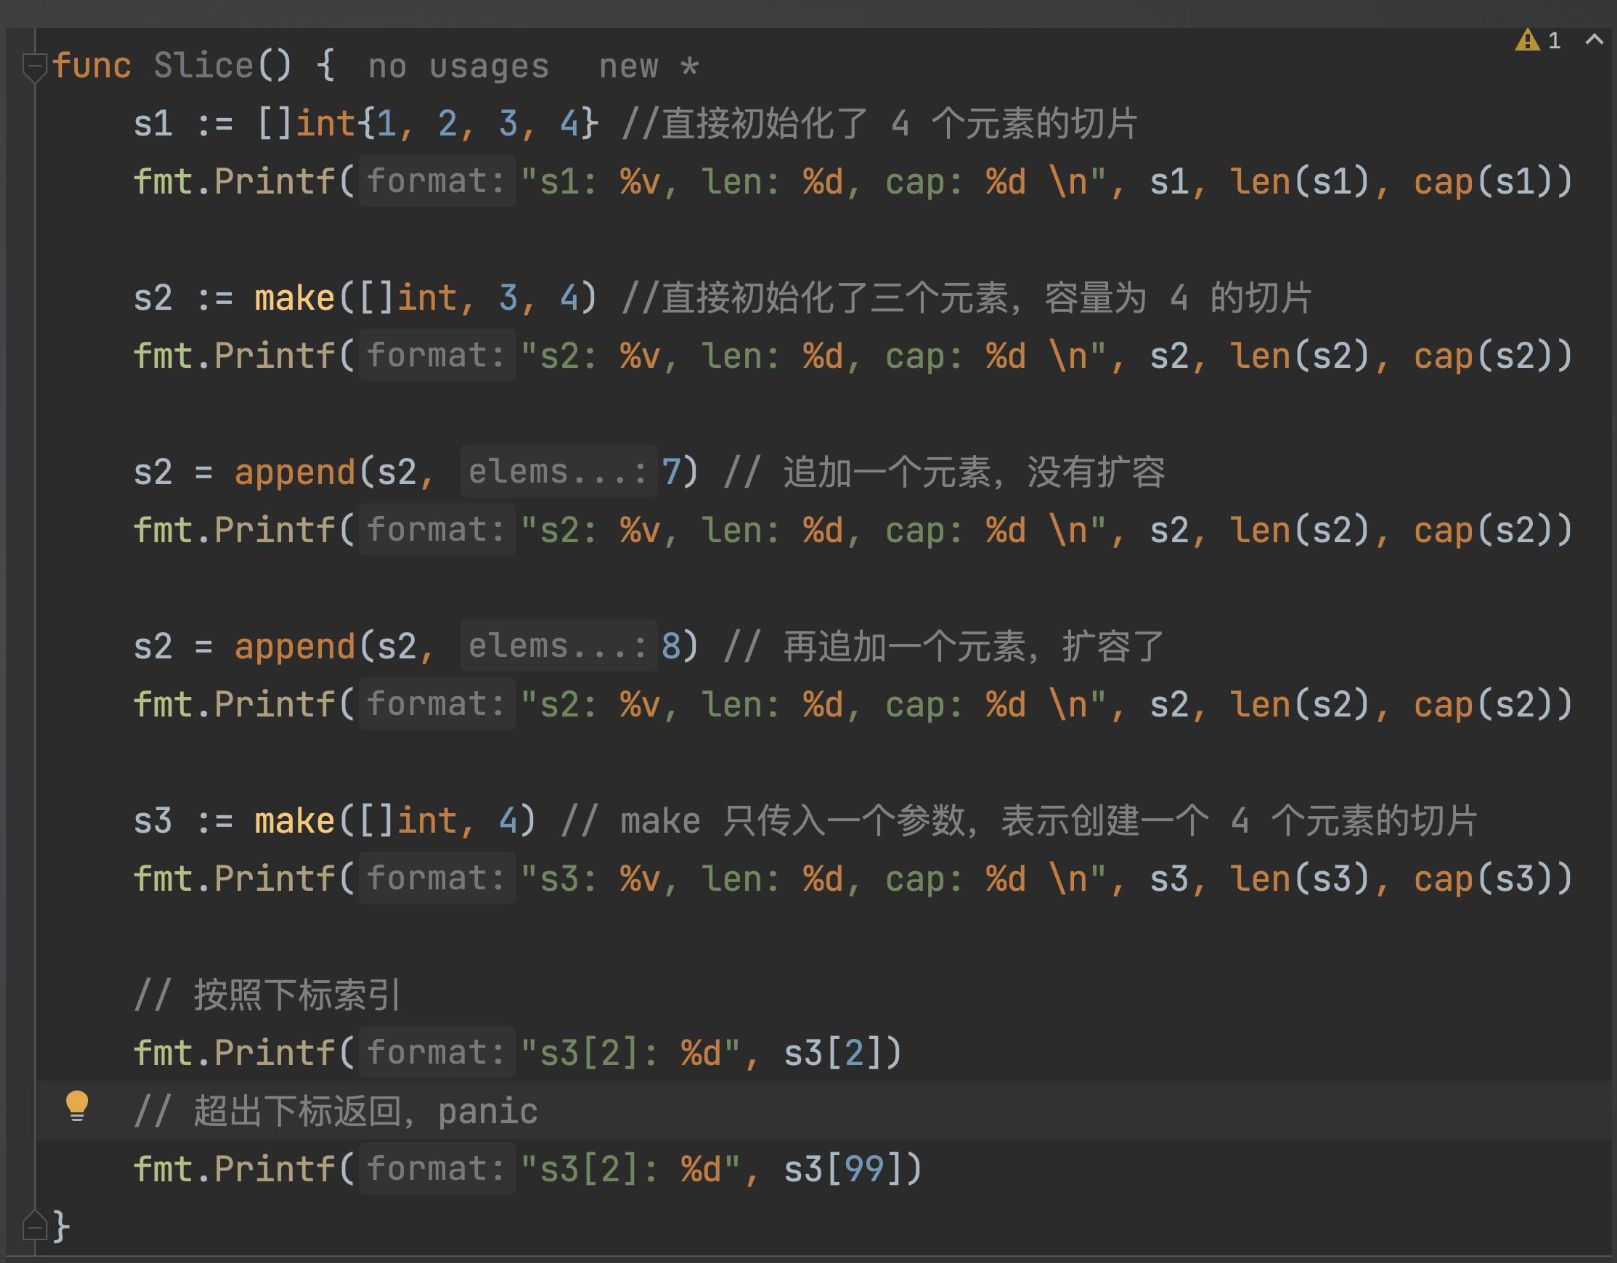 1
func Slice() { no usages new *
s1 := []int{1, 2, 3, 4} //直接初始化了 4 个元素的切片
fmt.Printf( format: "s1: %v, len: %d, cap: %d \n", s1, len(s1), cap(s1))
s2 := make([]int, 3, 4) //直接初始化了三个元素，容量为 4 的切片
fmt.Printf( format: "s2: %v, len: %d, cap: %d \n", s2, len(s2), cap(s2))
s2 = append(s2, elems...: 7) // 追加一个元素，没有扩容
fmt.Printf( format: "s2: %v, len: %d, cap: %d \n", s2, len(s2), cap(s2))
s2 = append(s2, elems...: 8) // 再追加一个元素，扩容了
fmt.Printf( format: "s2: %v, len: %d, cap: %d \n", s2, len(s2), cap(s2))
s3 := make([]int, 4) // make 只传入一个参数，表示创建一个 4 个元素的切片
fmt.Printf( format: "s3: %v, len: %d, cap: %d \n", s3, len(s3), cap(s3))
// 按照下标索引
fmt.Printf( format: "s3[2]: %d", s3[2])
// 超出下标返回，panic
fmt.Printf( format: "s3[2]: %d", s3[99])
}